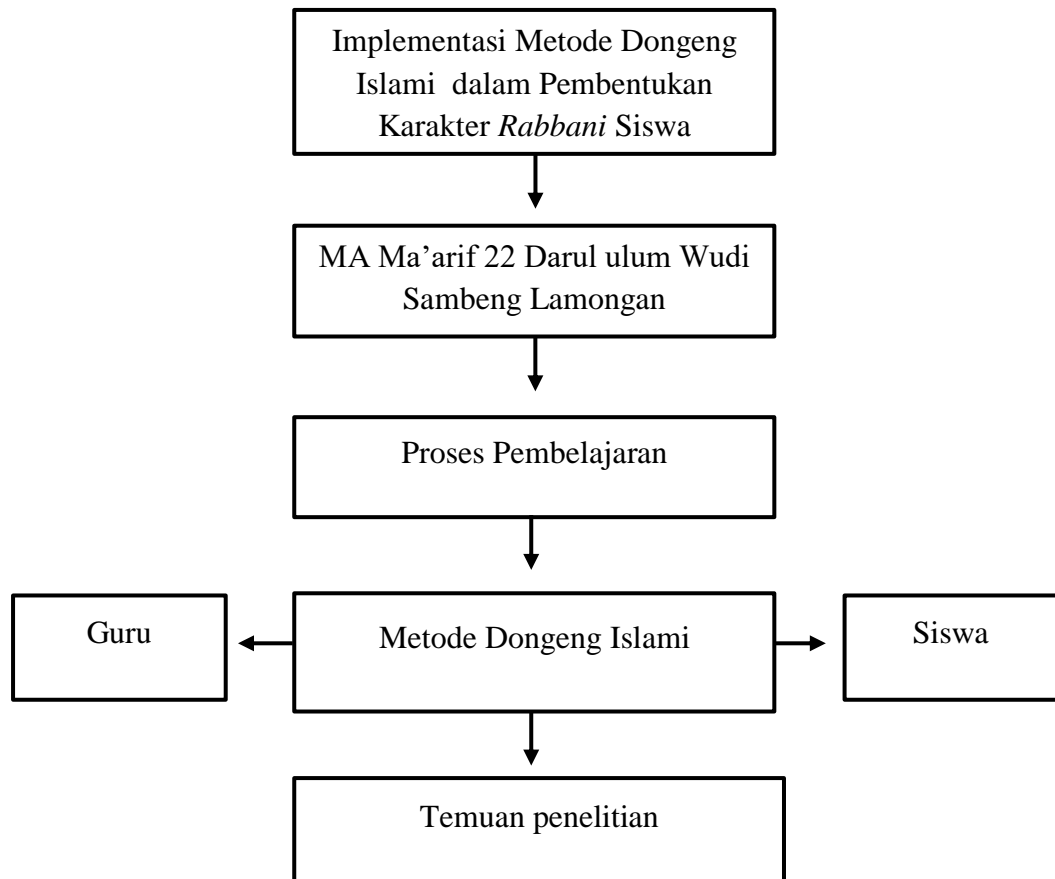 Implementasi Metode Dongeng
Islami dalam Pembentukan
Karakter Rabbani Siswa
MA Ma’arif 22 Darul ulum Wudi
Sambeng Lamongan
Proses Pembelajaran
Guru
Metode Dongeng Islami
Siswa
Temuan penelitian